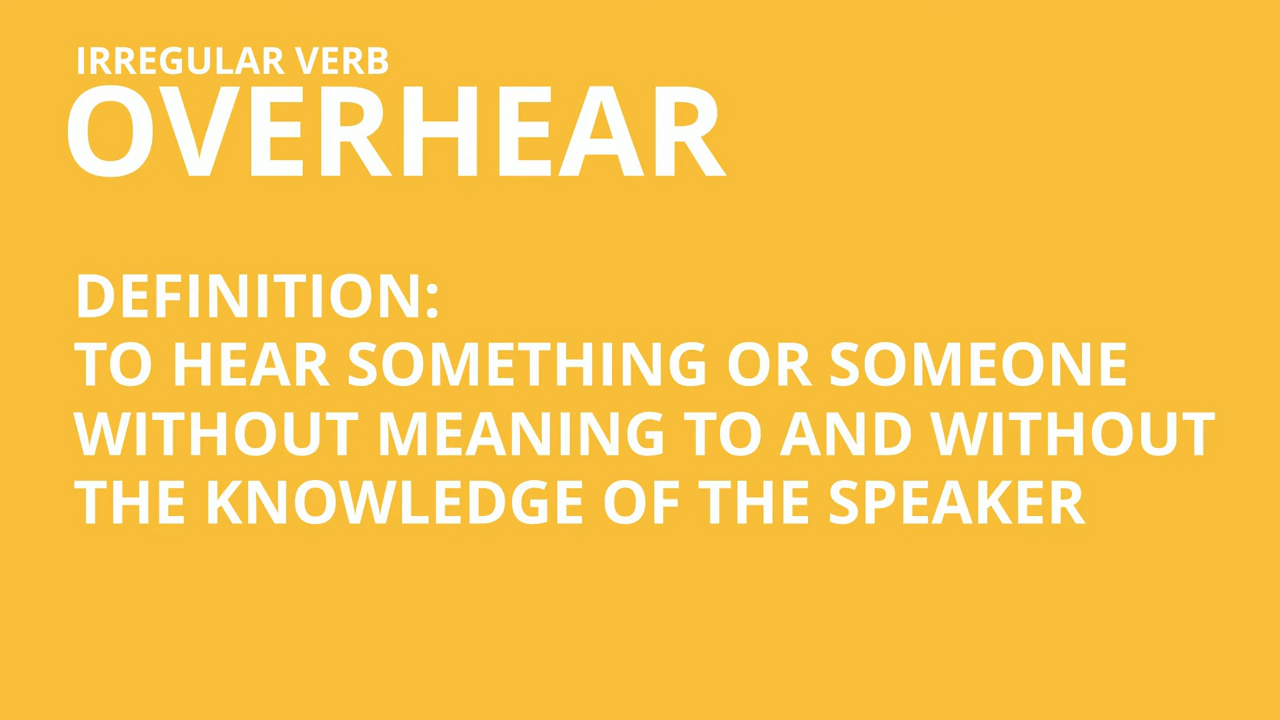 IRREGULAR VERB
OVERHEAR
DEFINITION:
TO HEAR SOMETHING OR SOMEONE
WITHOUT MEANING TO AND WITHOUT
THE KNOWLEDGE OF THE SPEAKER